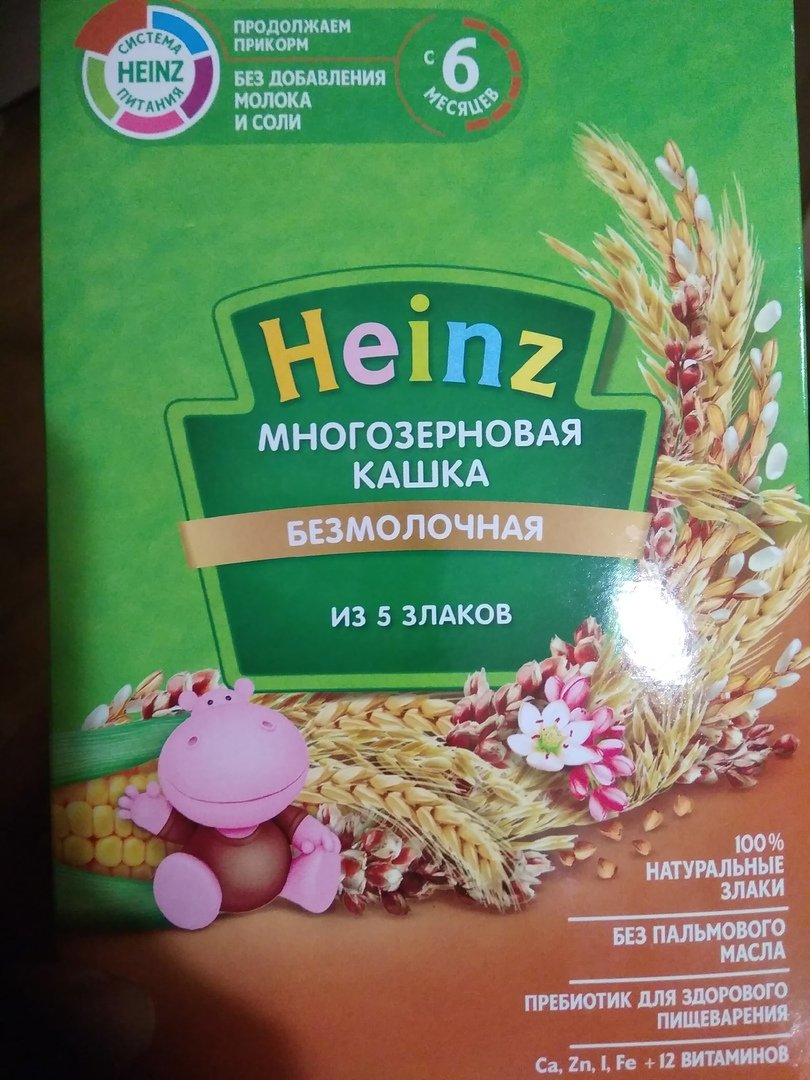 СИСТЕМА
HEINZ
ПИТАНИЯ
ПРОДОЛЖАЕМ
ПРИКОРМ
БЕЗ ДОБАВЛЕНИЯ
МОЛОКА
И СОЛИ
С 6
МЕСЯЦЕВ
Heinz
МНОГОЗЕРНОВАЯ
КАШКА
БЕЗМОЛОЧНАЯ
ИЗ 5 ЗЛАКОВ
100%
НАТУРАЛЬНЫЕ
ЗЛАКИ
БЕЗ ПАЛЬМОВОГО
МАСЛА
ПРЕБИОТИК ДЛЯ ЗДОРОВОГО
ПИЩЕВАРЕНИЯ
Ca, Zn, I, Fe + 12 ВИТАМИНОВ